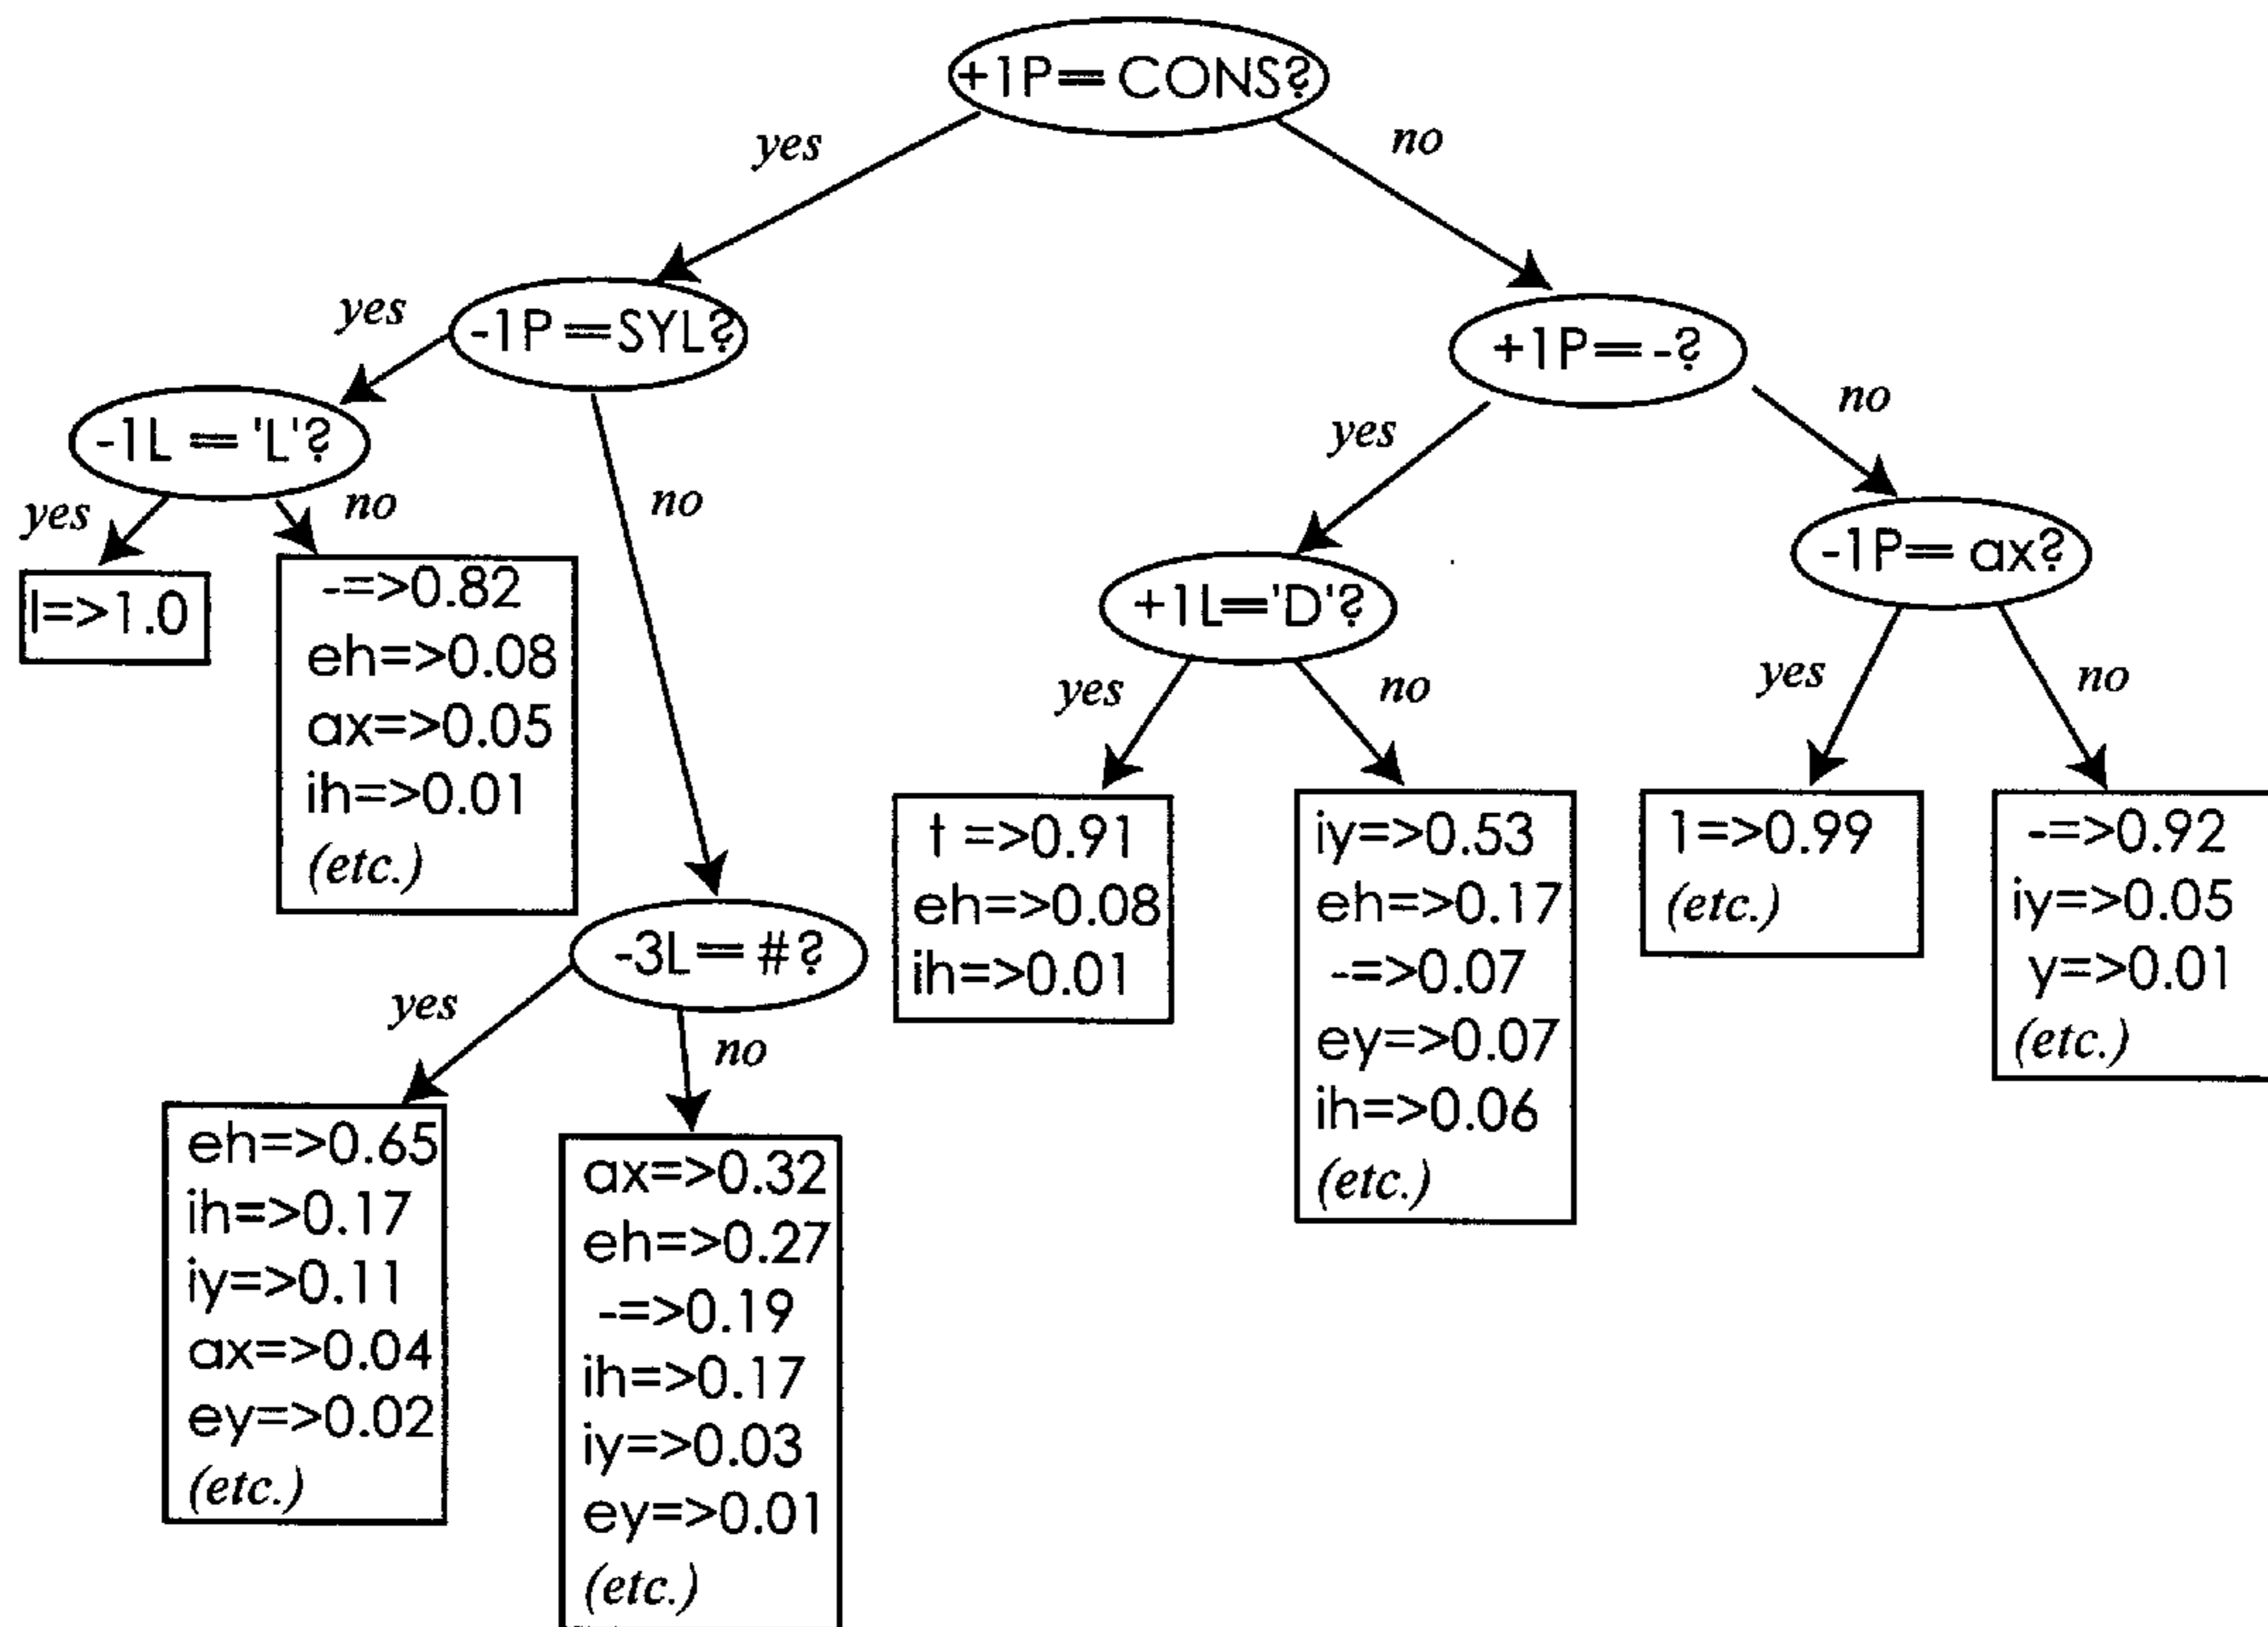 +1P== CONS?
yes
no
yes
-1P ==SYL?
+1P== -?
no
-1L == 'L'?
yes
yes
no
no
-1P== ax?
l=>1.0
-=>0.82
eh=>0.08
ax=>0.05
ih=>0.01
(etc.)
+1L=='D'?
yes
no
yes
no
-3L== #?
t =>0.91
eh=>0.08
ih=>0.01
iy=>0.53
eh=>0.17
-=>0.07
ey=>0.07
ih=>0.06
(etc.)
1=>0.99
(etc.)
-=>0.92
iy=>0.05
y=>0.01
(etc.)
yes
no
eh=>0.65
ih=>0.17
iy=>0.11
ax=>0.04
ey=>0.02
(etc.)
ax=>0.32
eh=>0.27
-=>0.19
ih=>0.17
iy=>0.03
ey=>0.01
(etc.)